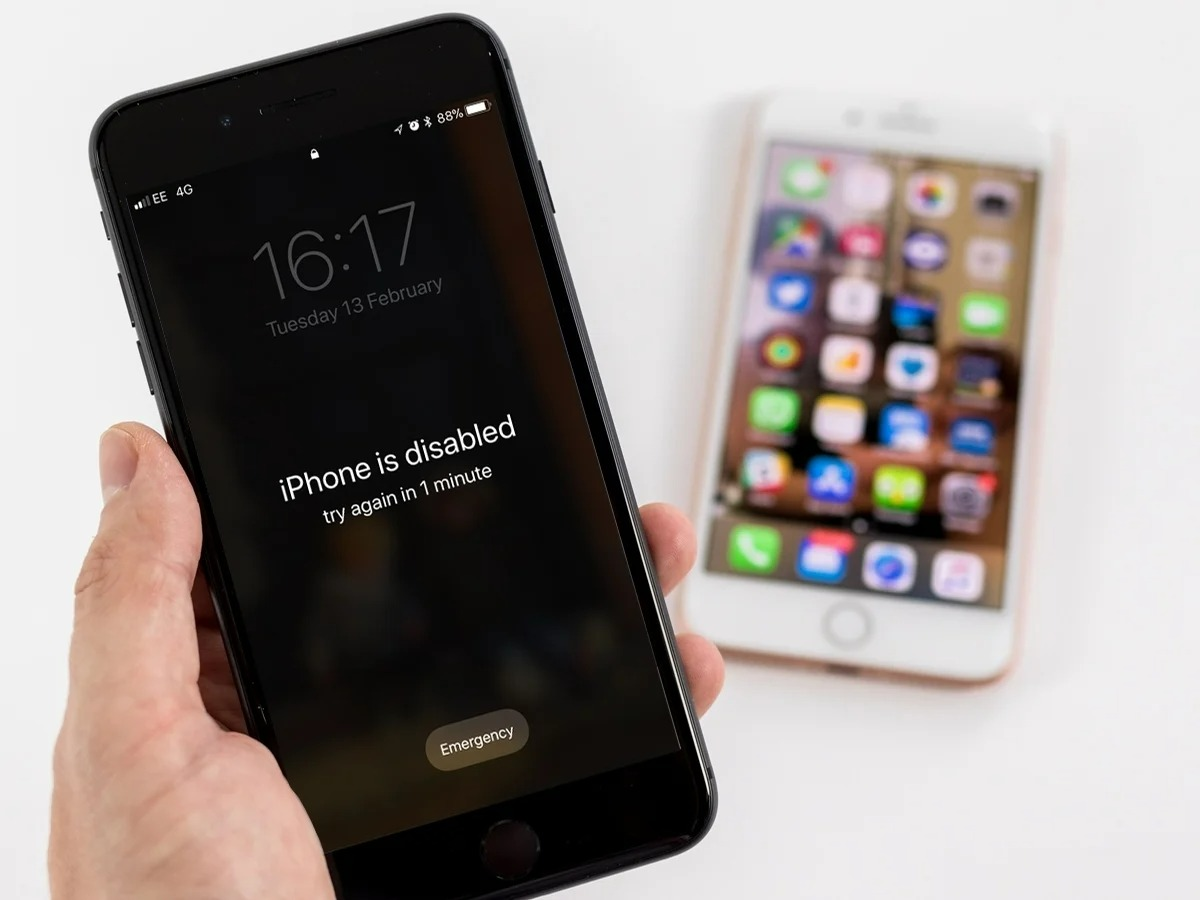 EE 4G
88%
16:17
Tuesday 13 February
iPhone is disabled
try again in 1 minute
Emergency